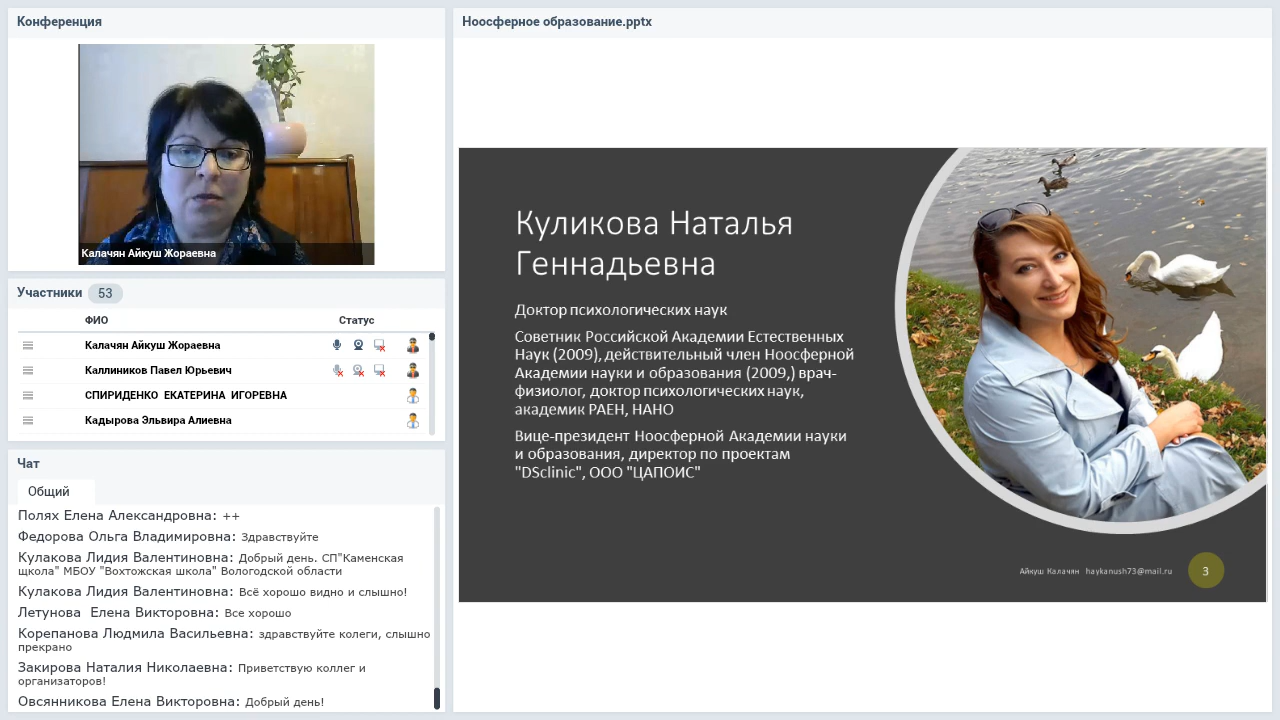 Конференция
Калачян Айкуш Жораевна
Участники 53
ФИО Статус
Калачян Айкуш Жораевна
Каллиников Павел Юрьевич
СПИРИДЕНКО ЕКАТЕРИНА ИГОРЕВНА
Кадырова Эльвира Алиевна
Чат
Общий
Полях Елена Александровна: ++
Федорова Ольга Владимировна: Здравствуйте
Кулакова Лидия Валентиновна: Добрый день. СП"Каменская
щкола" МБОУ "Вохтожская школа" Вологодской области
Кулакова Лидия Валентиновна: Всё хорошо видно и слышно!
Летунова Елена Викторовна: Все хорошо
Корепанова Людмила Васильевна: здравствуйте колеги, слышно
прекрано
Закирова Наталия Николаевна: Приветствую коллег и
организаторов!
Овсянникова Елена Викторовна: Добрый день!
Ноосферное образование.pptx
Куликова Наталья
Геннадьевна
Доктор психологических наук
Советник Российской Академии Естественных
Наук (2009), действительный член Ноосферной
Академии науки и образования (2009,) врач-
физиолог, доктор психологических наук,
академик РАЕН, НАНО
Вице-президент Ноосферной Академии науки
и образования, директор по проектам
"DSclinic", ООО "ЦАПОИС"
Айкуш Калачян haykanush73@mail.ru 3